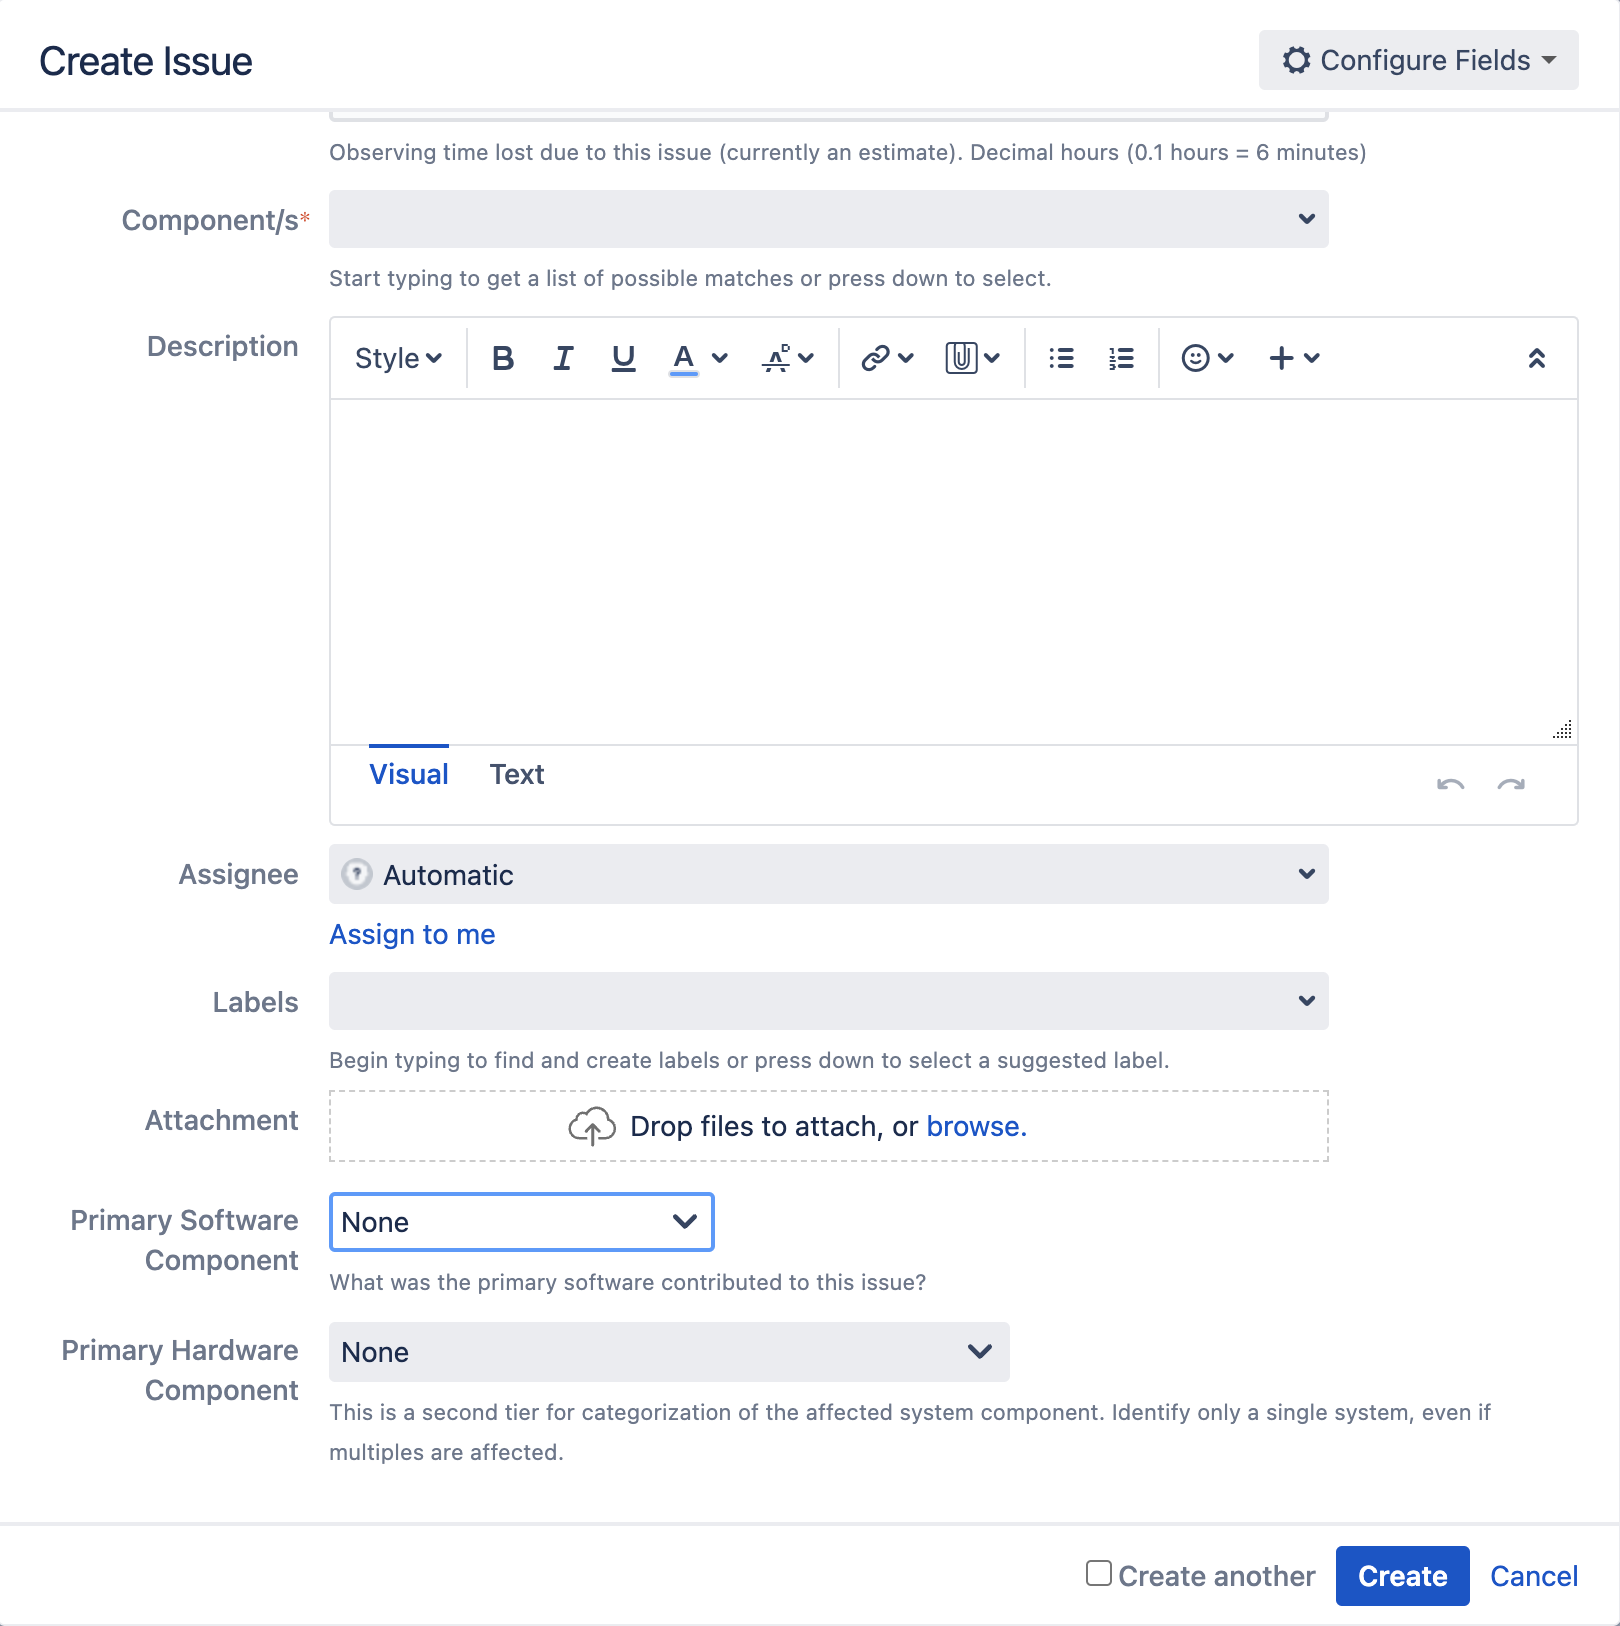 Create Issue
Configure Fields
Observing time lost due to this issue (currently an estimate). Decimal hours (0.1 hours = 6 minutes)
Component/s*
Start typing to get a list of possible matches or press down to select.
Description
Style B I U A
Visual Text
Assignee
Automatic
Assign to me
Labels
Begin typing to find and create labels or press down to select a suggested label.
Attachment
Drop files to attach, or browse.
Primary Software
Component
None
What was the primary software contributed to this issue?
Primary Hardware
Component
None
This is a second tier for categorization of the affected system component. Identify only a single system, even if
multiples are affected.
Create another
Create
Cancel